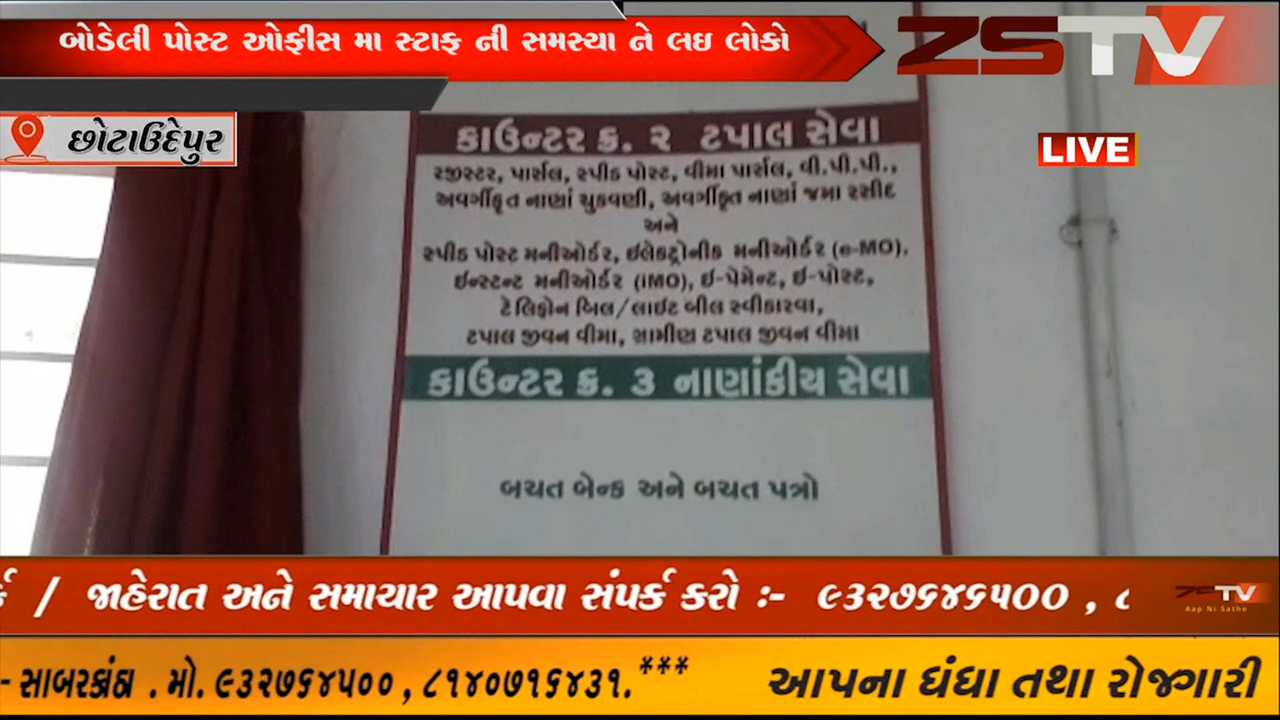 બોડેલી પોસ્ટ ઓફીસ મા સ્ટાફ ની સમસ્યા ને લઇ લોકો
ZSTV
છોટાઉદેપુર
LIVE
કાઉન્ટર ક્ર. ૨ ટપાલ સેવા
રજીસ્ટર, પાર્સલ, સ્પીડ પોસ્ટ, વીમા પાર્સલ, વી.પી.પી.,
અવર્ગીકૃત નાણાં ચુકવણી, અવર્ગીકૃત નાણાં જમા રસીદ
અને
સ્પીડ પોસ્ટ મનીઓર્ડર, ઇલેક્ટ્રોનીક મનીઓર્ડર (e-MO).
ઈન્સ્ટન્ટ મનીઓર્ડર (iMO), ઈ-પેમેન્ટ, ઈ-પોસ્ટ,
ટેલિફોન બિલ/લાઈટ બીલ સ્વીકારવા,
ટપાલ જીવન વીમા, ગ્રામીણ ટપાલ જીવન વીમા
કાઉન્ટર ક્ર. ૩ નાણાંકીય સેવા
બચત બેન્ક અને બચત પત્રો
/ જાહેરાત અને સમાચાર આપવા સંપર્ક કરો :- ૯૩૨૭૬૪૬૫૦૦ , ૮
ZSTV
Aap Ni Sathe
- સાબરકાંઠા . મો. ૯૩૨૭૬૪૫૦૦ , ૮૧૪૦૭૧૬૪૩૧. *** આપના ધંધા તથા રોજગારી